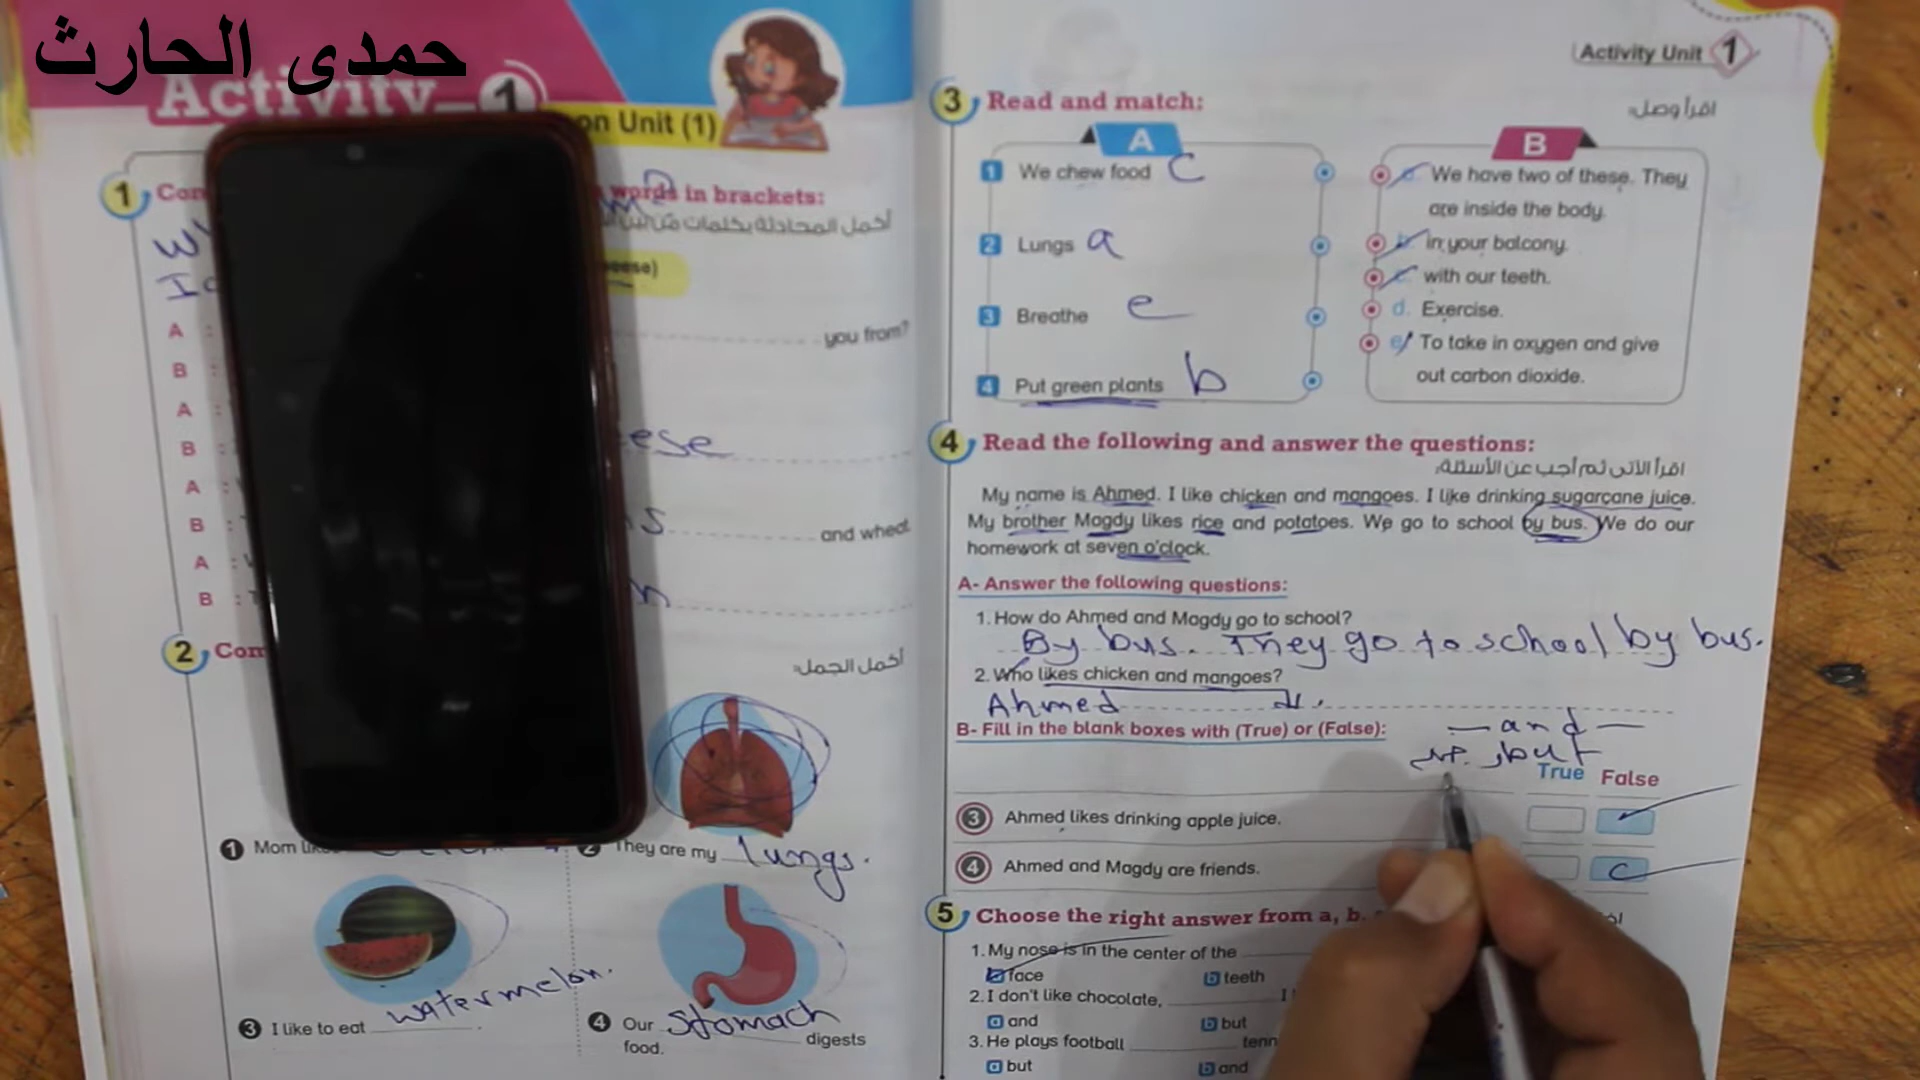 حمدى الحارث
Activity-1
on Unit (1)
1 Con words in brackets:
أكمل المحادثة بكلمات من بين
A : you from?
B :
A :
B : ese
A :
B : s and wheat
A :
B : n
2 Com
أكمل الجمل:
1 Mom
2 They are my lungs.
3 I like to eat watermelon.
4 Our stomach digests
food.
Activity Unit 1
3 Read and match:
اقرأ وصل:
A
1 We chew food c
2 Lungs a
3 Breathe e
4 Put green plants b
B
We have two of these. They
are inside the body.
in your balcony.
with our teeth.
d. Exercise.
e. To take in oxygen and give
out carbon dioxide.
4 Read the following and answer the questions:
اقرأ الآتى ثم أجب عن الأسئلة:
My name is Ahmed. I like chicken and mangoes. I like drinking sugarcane juice.
My brother Magdy likes rice and potatoes. We go to school by bus. We do our
homework at seven o'clock.
A- Answer the following questions:
1. How do Ahmed and Magdy go to school?
By bus. They go to school by bus.
2. Who likes chicken and mangoes?
Ahmed
B- Fill in the blank boxes with (True) or (False):
and
but
True False
3 Ahmed likes drinking apple juice.
4 Ahmed and Magdy are friends.
5 Choose the right answer from a, b,
1. My nose is in the center of the
face b teeth
2. I don't like chocolate, I
a and b but
3. He plays football tenn
a but b and